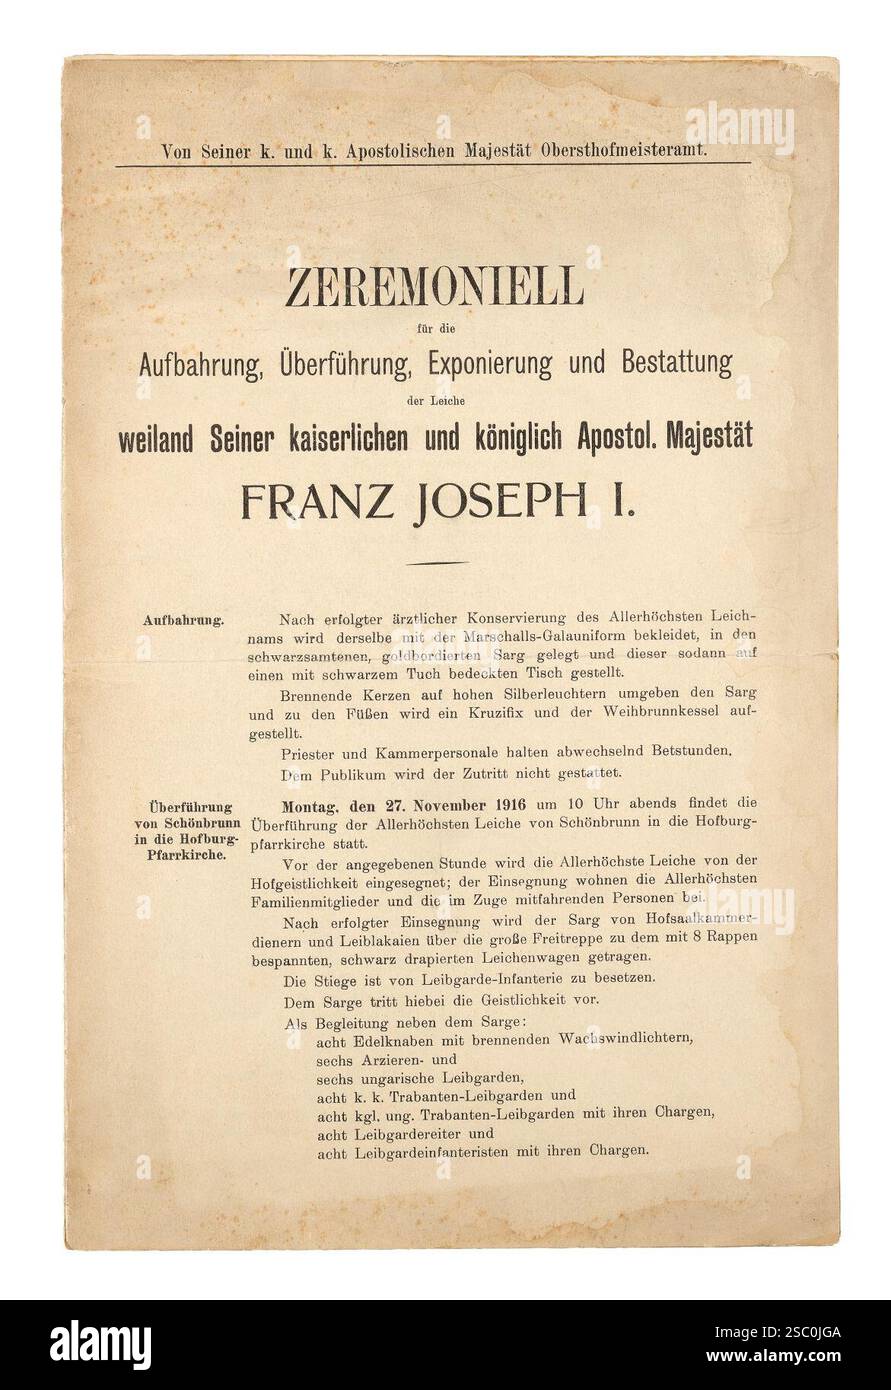 Von Seiner k. und k. Apostolischen Majestät Obersthofmeisteramt.
ZEREMONIELL
für die
Aufbahrung, Überführung, Exponierung und Bestattung
der Leiche
weiland Seiner kaiserlichen und königlich Apostol. Majestät
FRANZ JOSEPH I.
Aufbahrung.
Nach erfolgter ärztlicher Konservierung des Allerhöchsten Leich-
nams wird derselbe mit der Marschalls-Galauniform bekleidet, in den
schwarzsamtenen, goldbordierten Sarg gelegt und dieser sodann auf
einen mit schwarzem Tuch bedeckten Tisch gestellt.
Brennende Kerzen auf hohen Silberleuchtern umgeben den Sarg
und zu den Füßen wird ein Kruzifix und der Weihbrunnkessel auf-
gestellt.
Priester und Kammerpersonale halten abwechselnd Betstunden.
Dem Publikum wird der Zutritt nicht gestattet.
Überführung
von Schönbrunn
in die Hofburg-
Pfarrkirche.
Montag, den 27. November 1916 um 10 Uhr abends findet die
Überführung der Allerhöchsten Leiche von Schönbrunn in die Hofburg-
pfarrkirche statt.
Vor der angegebenen Stunde wird die Allerhöchste Leiche von der
Hofgeistlichkeit eingesegnet; der Einsegnung wohnen die Allerhöchsten
Familienmitglieder und die im Zuge mitfahrenden Personen bei.
Nach erfolgter Einsegnung wird der Sarg von Hofsaalkammer-
dienern und Leiblakaien über die große Freitreppe zu dem mit 8 Rappen
bespannten, schwarz drapierten Leichenwagen getragen.
Die Stiege ist von Leibgarde-Infanterie zu besetzen.
Dem Sarge tritt hiebei die Geistlichkeit vor.
Als Begleitung neben dem Sarge:
acht Edelknaben mit brennenden Wachswindlichtern,
sechs Arzieren- und
sechs ungarische Leibgarden,
acht k. k. Trabanten-Leibgarden und
acht kgl. ung. Trabanten-Leibgarden mit ihren Chargen,
acht Leibgardereiter und
acht Leibgardeinfanteristen mit ihren Chargen.
alamy
Image ID: 2SC0JGA
www.alamy.com